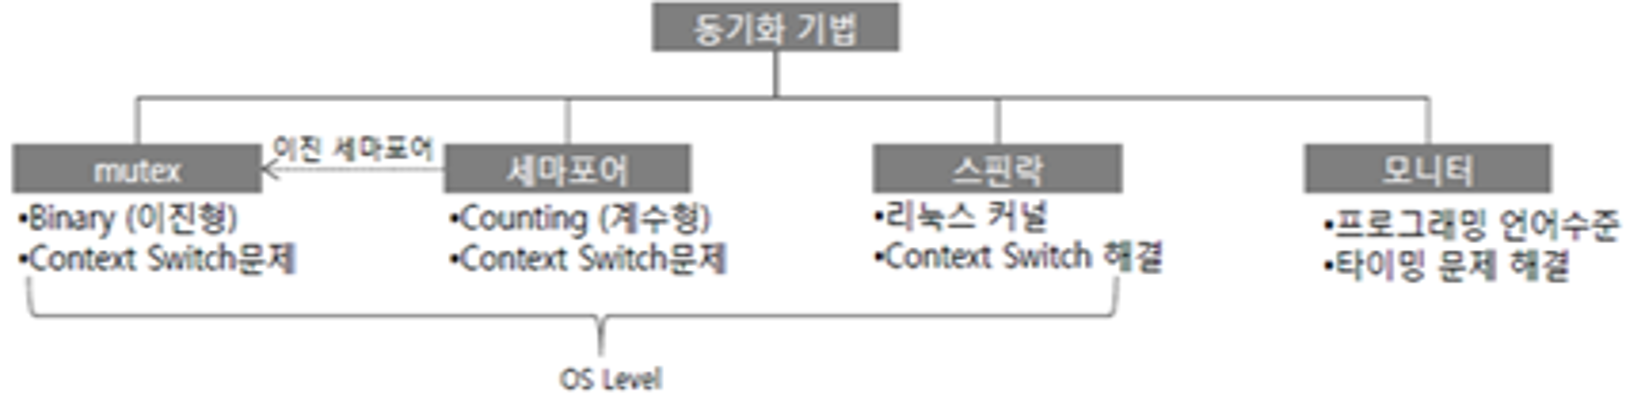 동기화 기법
이진 세마포어
mutex
세마포어
스핀락
모니터
•Binary (이진형)
•Context Switch문제
•Counting (계수형)
•Context Switch문제
•리눅스 커널
•Context Switch 해결
•프로그래밍 언어수준
•타이밍 문제 해결
OS Level